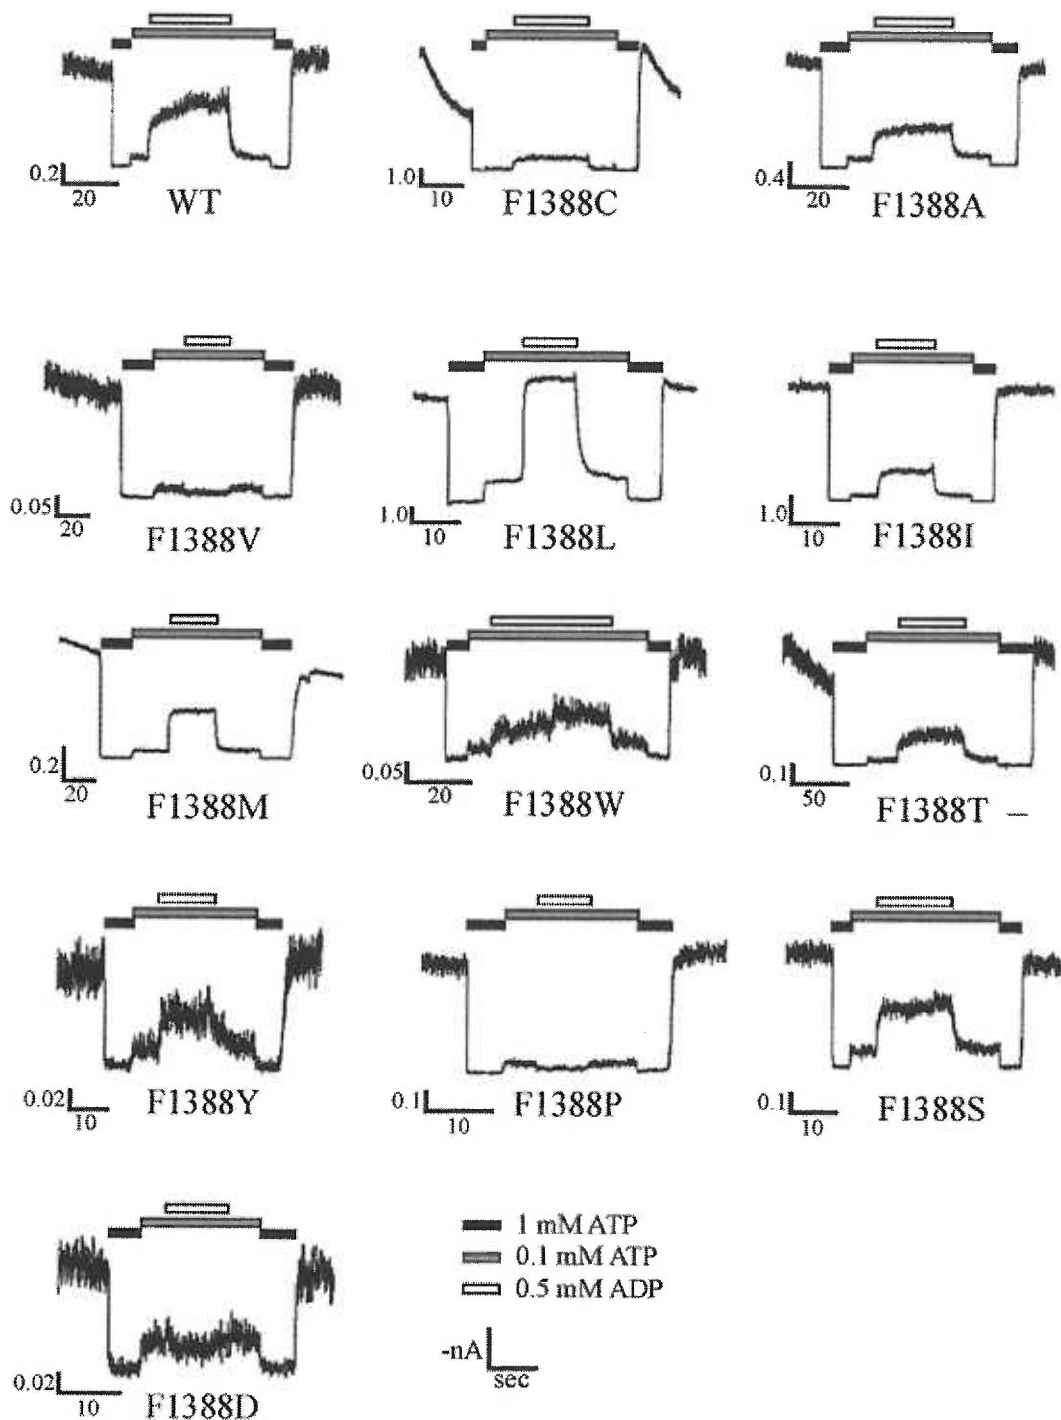 0.2
20
WT
1.0
10
F1388C
0.4
20
F1388A
0.05
20
F1388V
1.0
10
F1388L
1.0
10
F1388I
0.2
20
F1388M
0.05
20
F1388W
0.1
50
F1388T
0.02
10
F1388Y
0.1
10
F1388P
0.1
10
F1388S
0.02
10
F1388D
1 mM ATP
0.1 mM ATP
0.5 mM ADP
-nA
sec